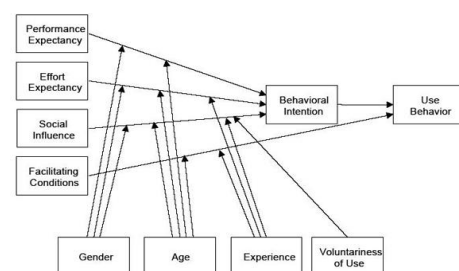 Performance
Expectancy
Effort
Expectancy
Social
Influence
Facilitating
Conditions
Behavioral
Intention
Use
Behavior
Gender
Age
Experience
Voluntariness
of Use